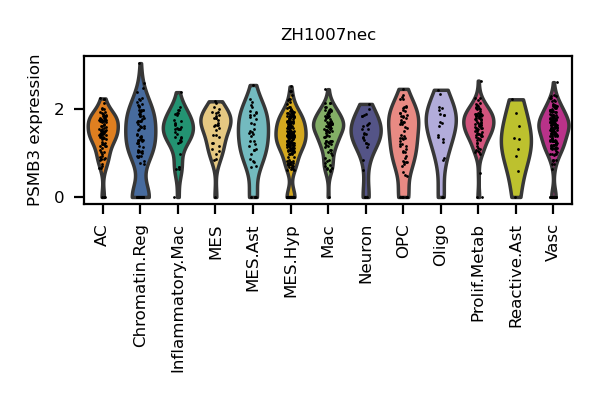 ZH1007nec
PSMB3 expression
2
0
AC
Chromatin.Reg
Inflammatory.Mac
MES
MES.Ast
MES.Hyp
Mac
Neuron
OPC
Oligo
Prolif.Metab
Reactive.Ast
Vasc